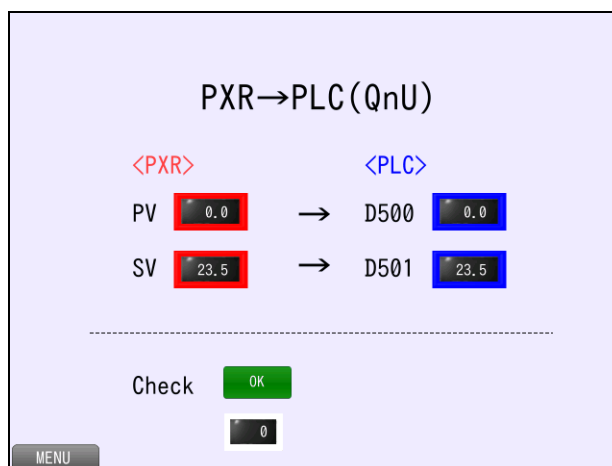 PXR→PLC(QnU)
<PXR> <PLC>
PV 0.0 → D500 0.0
SV 23.5 → D501 23.5
Check OK
0
MENU